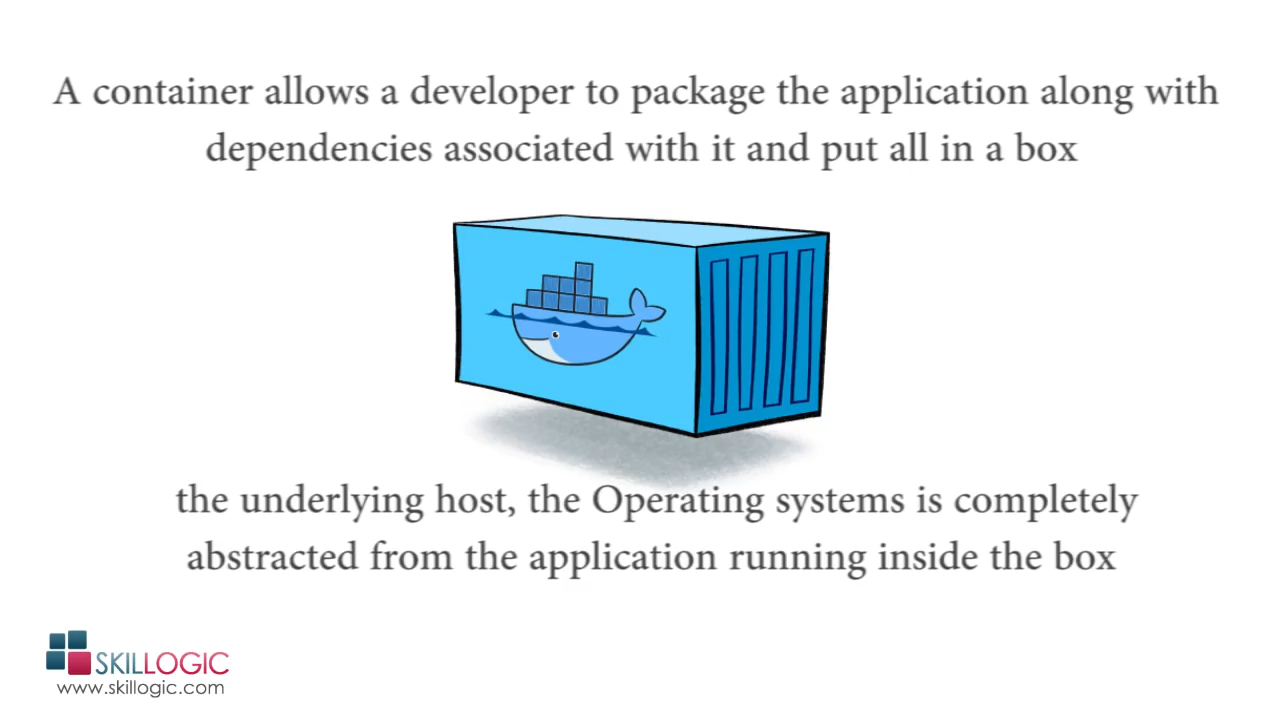 A container allows a developer to package the application along with
dependencies associated with it and put all in a box
the underlying host, the Operating systems is completely
abstracted from the application running inside the box
SKILLOGIC
www.skillogic.com